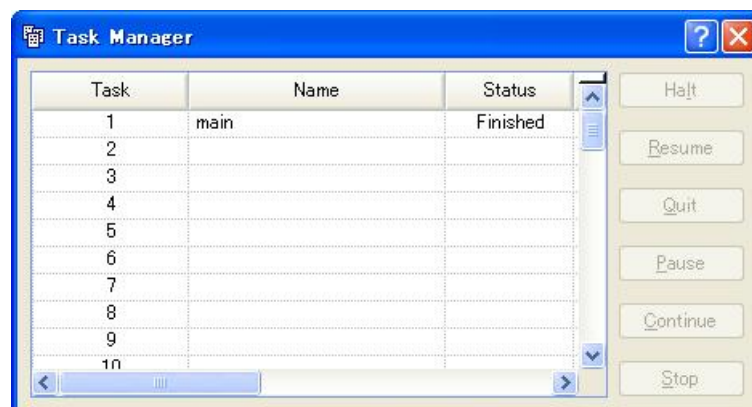 Task Manager
Task Name Status
Halt
1 main Finished
2
Resume
3
4
Quit
5
6
Pause
7
8
Continue
9
10
Stop